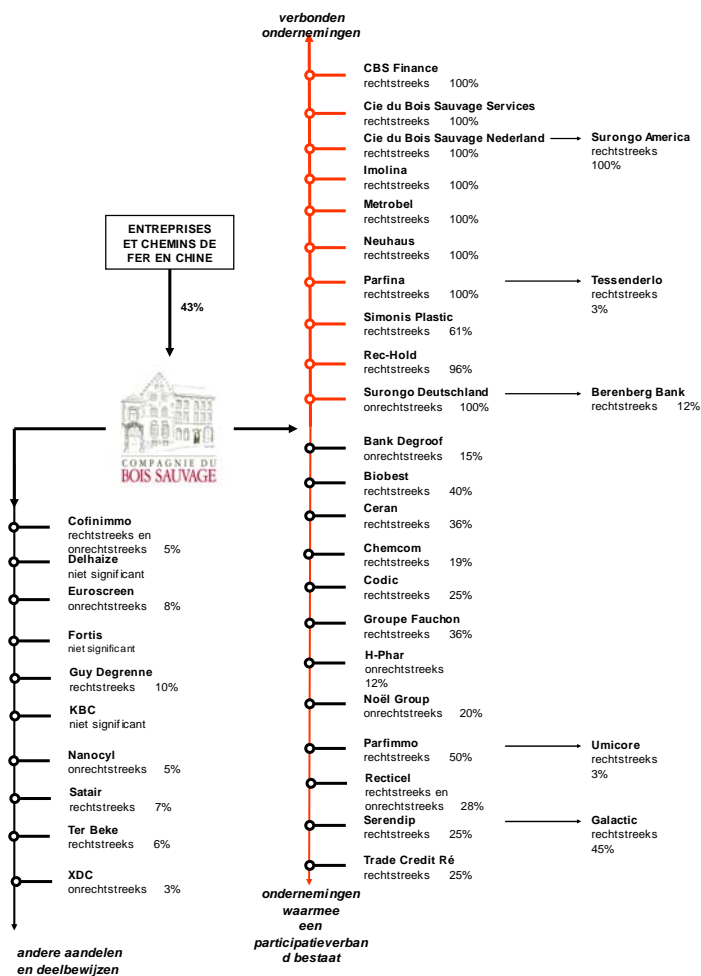 verbonden
ondernemingen
CBS Finance
rechtstreeks 100%
Cie du Bois Sauvage Services
100%
Cie du Bois Sauvage Nederland
rechtstreeks 100%
Surongo America
rechtstreeks
100%
Imolina
rechtstreeks 100%
Metrobel
rechtstreeks 100%
Neuhaus
rechtstreeks 100%
Parfina
rechtstreeks 100%
Tessenderlo
rechtstreeks
3%
Simonis Plastic
rechtstreeks 61%
Rec-Hold
rechtstreeks 96%
Surongo Deutschland
onrechtstreeks 100%
Berenberg Bank
rechtstreeks 12%
ENTREPRISES
ET CHEMINS DE
FER EN CHINE
43%
COMPAGNIE DU
BOIS SAUVAGE
Bank Degroof
onrechtstreeks 15%
Biobest
rechtstreeks 40%
Ceran
rechtstreeks 36%
Chemcom
rechtstreeks 19%
Codic
rechtstreeks 25%
Groupe Fauchon
rechtstreeks 36%
H-Phar
onrechtstreeks
12%
Noël Group
onrechtstreeks 20%
Parfimmo
rechtstreeks 50%
Umicore
rechtstreeks
3%
Recticel
rechtstreeks en
onrechtstreeks 28%
Serendip
rechtstreeks 25%
Galactic
rechtstreeks
45%
Trade Credit Ré
rechtstreeks 25%
ondernemingen
waarmee
een
participatieverban
d bestaat
Cofinimmo
rechtstreeks en
onrechtstreeks 5%
Delhaize
niet significant
Euroscreen
onrechtstreeks 8%
Fortis
niet significant
Guy Degrenne
rechtstreeks 10%
KBC
niet significant
Nanocyl
onrechtstreeks 5%
Satair
rechtstreeks 7%
Ter Beke
rechtstreeks 6%
XDC
onrechtstreeks 3%
andere aandelen
en deelbewijzen